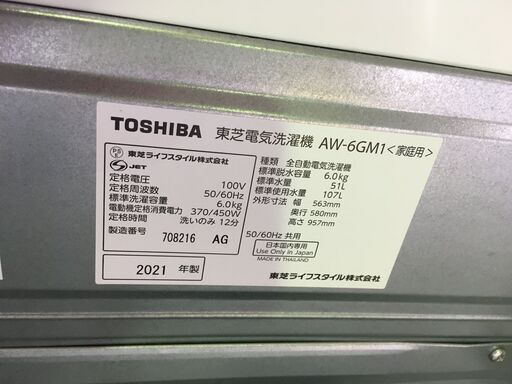 TOSHIBA 東芝電気洗濯機 AW-6GM1<家庭用>
PS E 東芝ライフスタイル株式会社
JET
定格電圧 100V
定格周波数 50/60Hz
標準洗濯容量 6.0kg
電動機定格消費電力 370/450W
定格時間 洗いのみ 12分
製造番号 708216 AG
2021 年製
種類 全自動電気洗濯機
標準脱水容量 6.0kg
標準水量 51L
標準使用水量 107L
外形寸法 幅 563mm
奥行 580mm
高さ 957mm
50/60Hz 共用
日本国内専用
Use Only in Japan
MADE IN THAILAND
東芝ライフスタイル株式会社